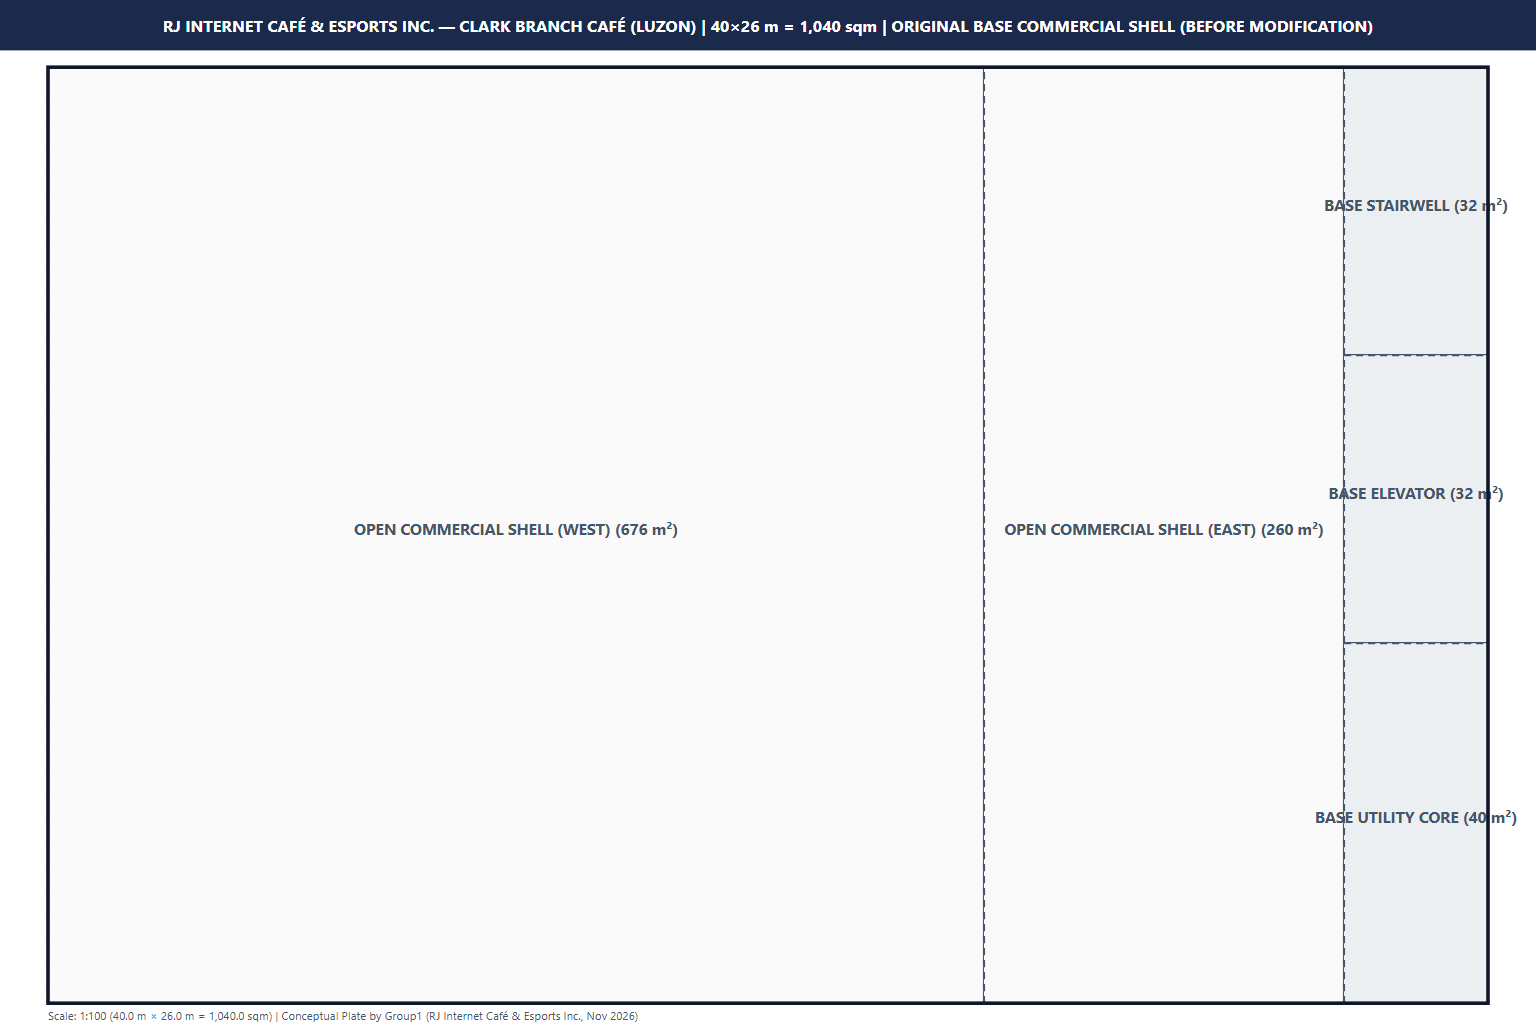 RJ INTERNET CAFÉ & ESPORTS INC. — CLARK BRANCH CAFÉ (LUZON) | 40×26 m = 1,040 sqm | ORIGINAL BASE COMMERCIAL SHELL (BEFORE MODIFICATION)
BASE STAIRWELL (32 m²)
BASE ELEVATOR (32 m²)
OPEN COMMERCIAL SHELL (WEST) (676 m²)
OPEN COMMERCIAL SHELL (EAST) (260 m²)
BASE UTILITY CORE (40 m²)
Scale: 1:100 (40.0 m × 26.0 m = 1,040.0 sqm) | Conceptual Plate by Group1 (RJ Internet Café & Esports Inc., Nov 2026)